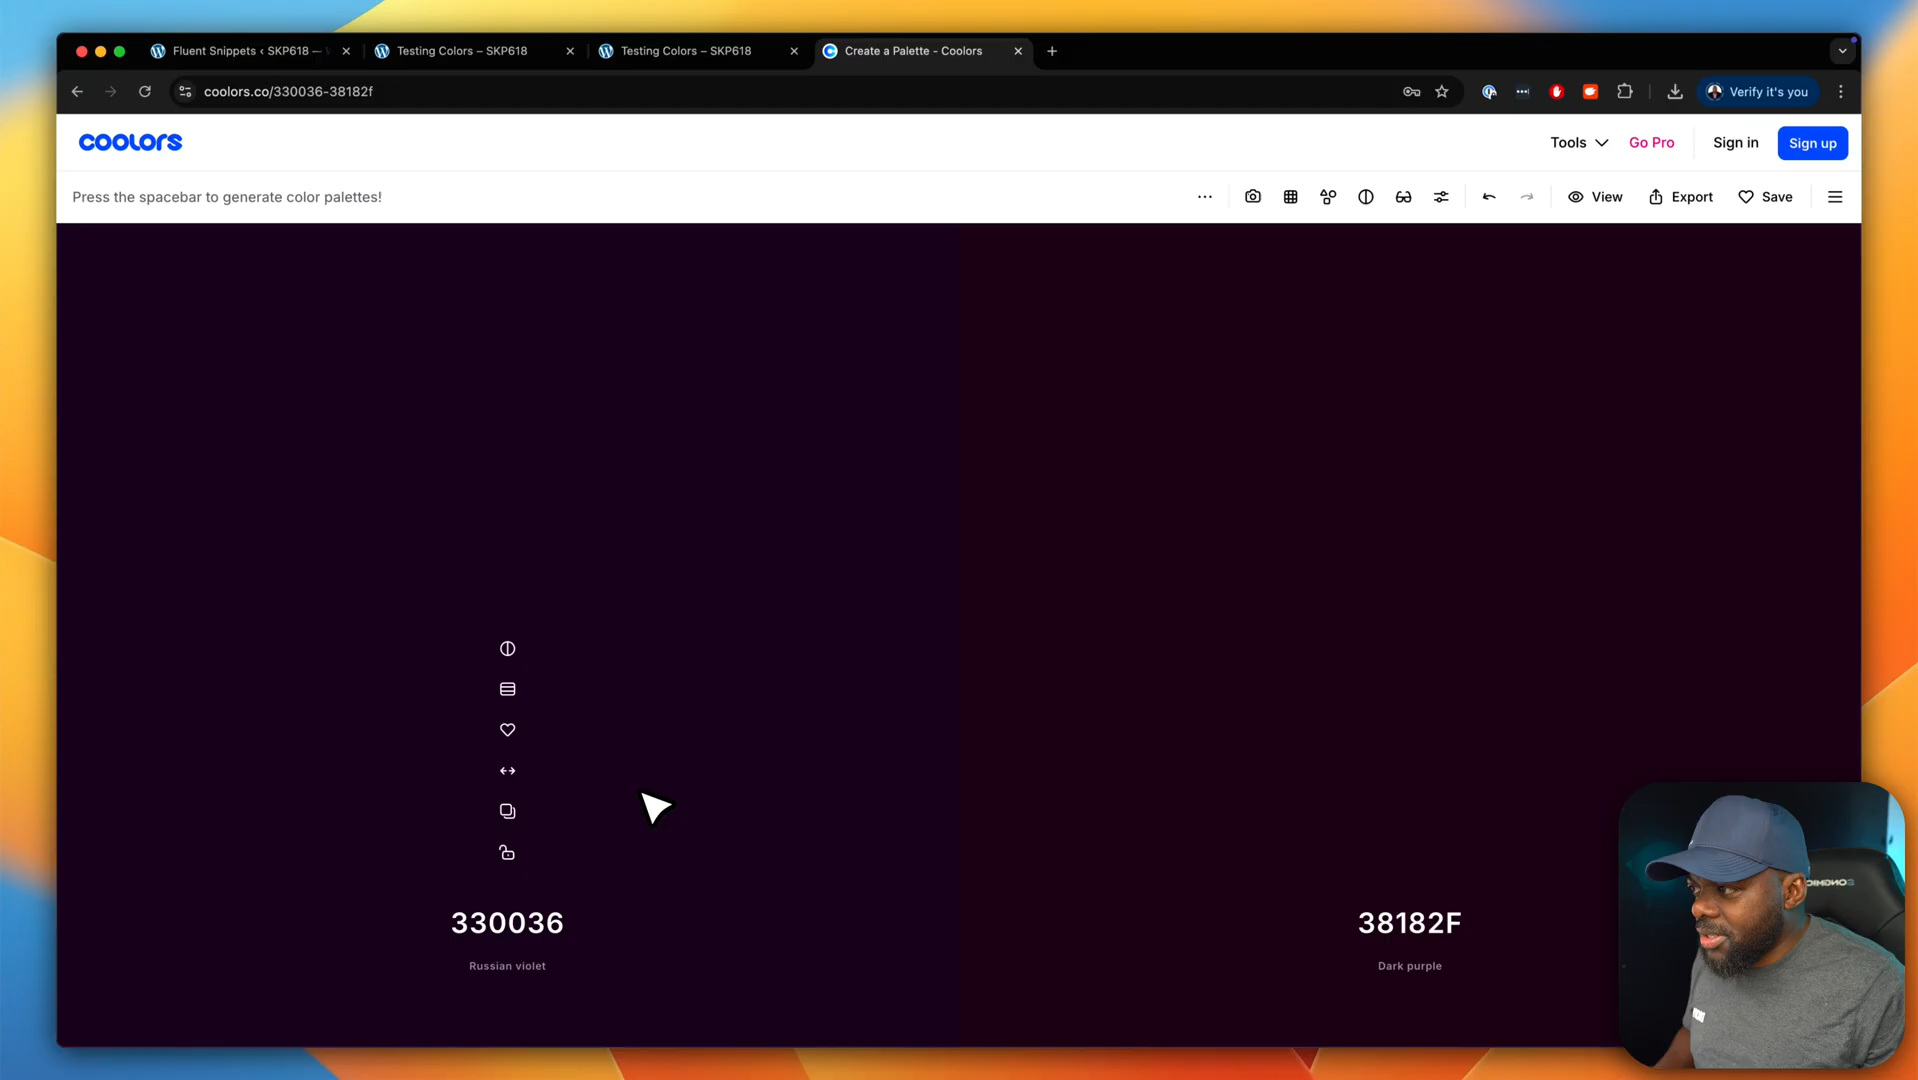 Fluent Snippets ‹ SKP618 —
Testing Colors – SKP618
Testing Colors – SKP618
Create a Palette - Coolors
coolors.co/330036-38182f
Verify it's you
coolors
Tools
Go Pro
Sign in
Sign up
Press the spacebar to generate color palettes!
View
Export
Save
330036
38182F
Russian violet
Dark purple